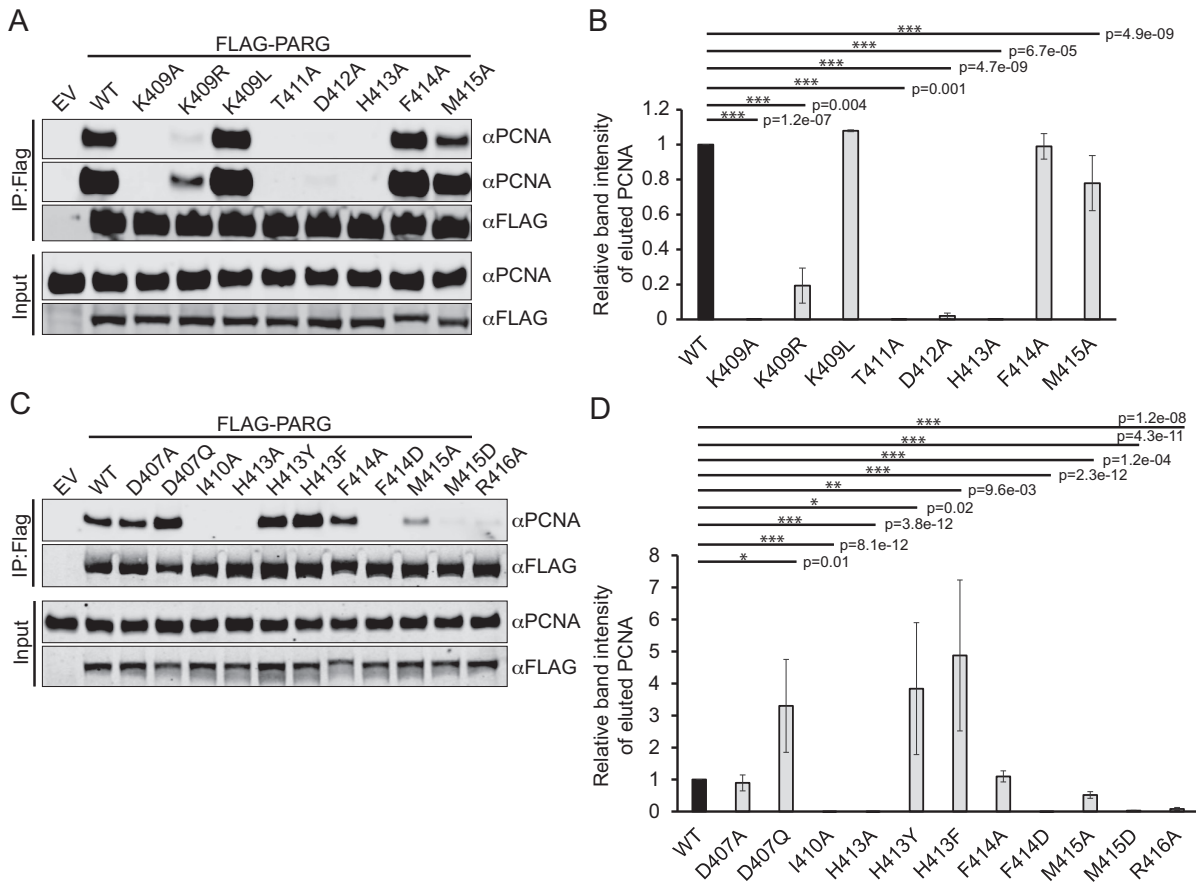 A
FLAG-PARG
EV
WT
K409A
K409R
K409L
T411A
D412A
H413A
F414A
M415A
IP:Flag
αPCNA
αPCNA
αFLAG
Input
αPCNA
αFLAG
B
*** p=4.9e-09
*** p=6.7e-05
*** p=4.7e-09
*** p=0.001
*** p=0.004
*** p=1.2e-07
Relative band intensity
of eluted PCNA
1.2
1
0.8
0.6
0.4
0.2
0
WT
K409A
K409R
K409L
T411A
D412A
H413A
F414A
M415A
C
FLAG-PARG
EV
WT
D407A
D407Q
I410A
H413A
H413Y
H413F
F414A
F414D
M415A
M415D
R416A
IP:Flag
αPCNA
αFLAG
Input
αPCNA
αFLAG
D
*** p=1.2e-08
*** p=4.3e-11
*** p=1.2e-04
*** p=2.3e-12
** p=9.6e-03
* p=0.02
*** p=3.8e-12
*** p=8.1e-12
* p=0.01
Relative band intensity
of eluted PCNA
8
7
6
5
4
3
2
1
0
WT
D407A
D407Q
I410A
H413A
H413Y
H413F
F414A
F414D
M415A
M415D
R416A